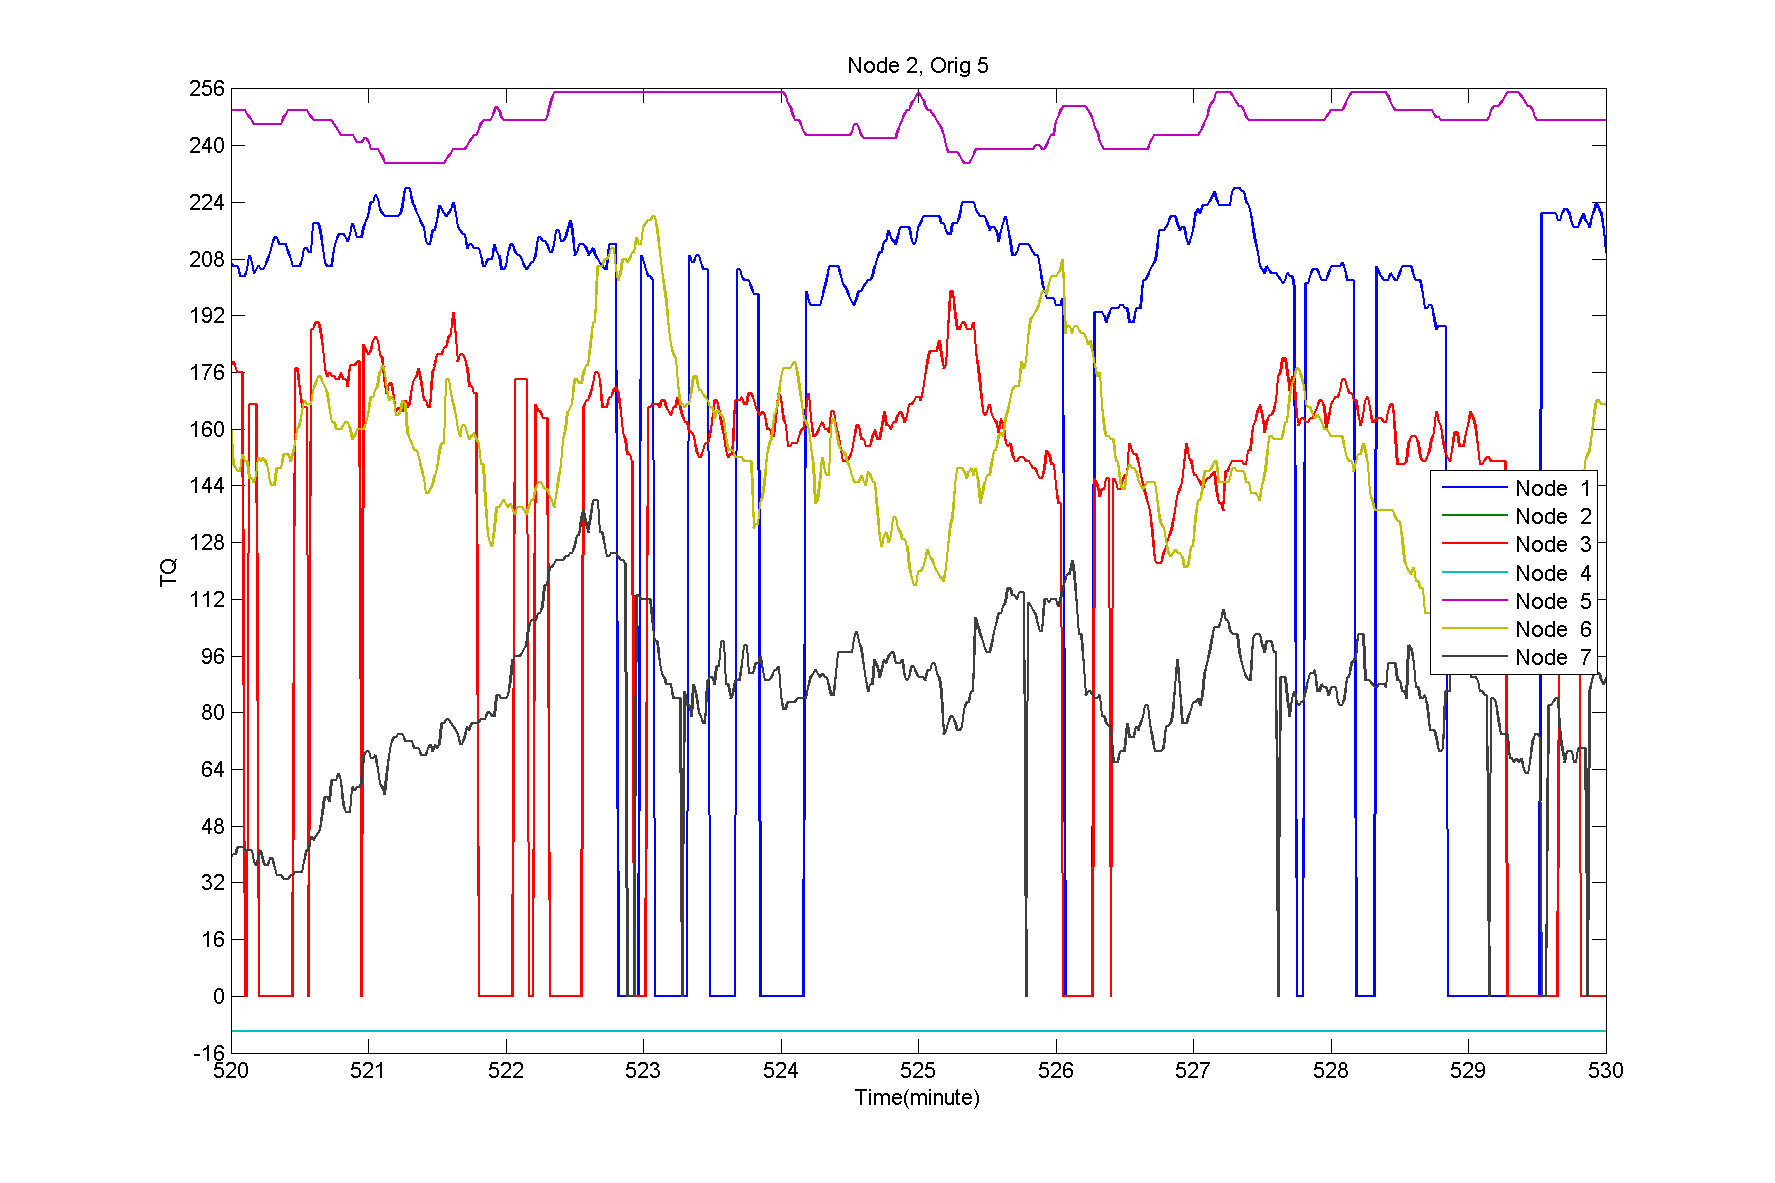 Node 2, Orig 5
256
240
224
208
192
176
160
144
128
112
96
80
64
48
32
16
0
-16
TQ
520 521 522 523 524 525 526 527 528 529 530
Time(minute)
Node 1
Node 2
Node 3
Node 4
Node 5
Node 6
Node 7